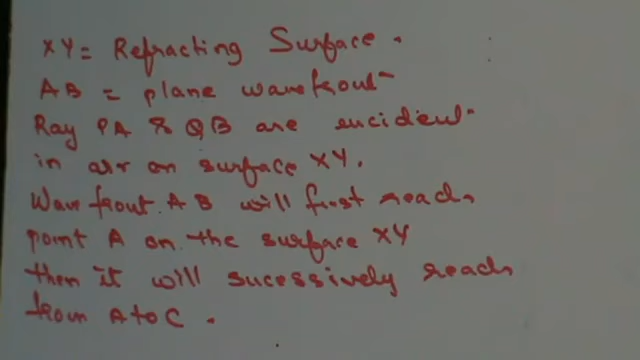 XY = Refracting Surface.
AB = plane wavefront
Ray PA & QB are incident
in air on surface XY.
Wavefront AB will first reach
point A on the surface XY
then it will sucessively reach
from A to C.